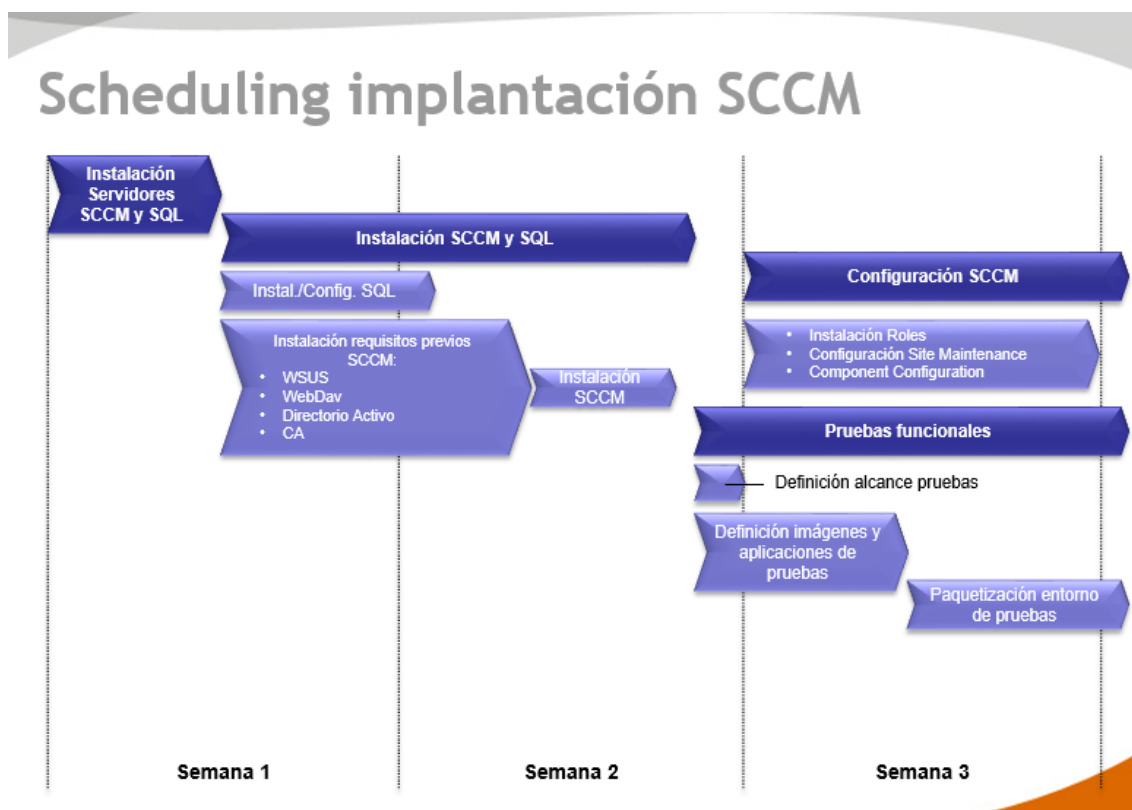 Scheduling implantación SCCM
Instalación
Servidores
SCCM y SQL
Instalación SCCM y SQL
Instal./Config. SQL
Configuración SCCM
Instalación requisitos previos
SCCM:
• WSUS
• WebDav
• Directorio Activo
• CA
• Instalación Roles
• Configuración Site Maintenance
• Component Configuration
Instalación
SCCM
Pruebas funcionales
Definición alcance pruebas
Definición imágenes y
aplicaciones de
pruebas
Paquetización entorno
de pruebas
Semana 1
Semana 2
Semana 3